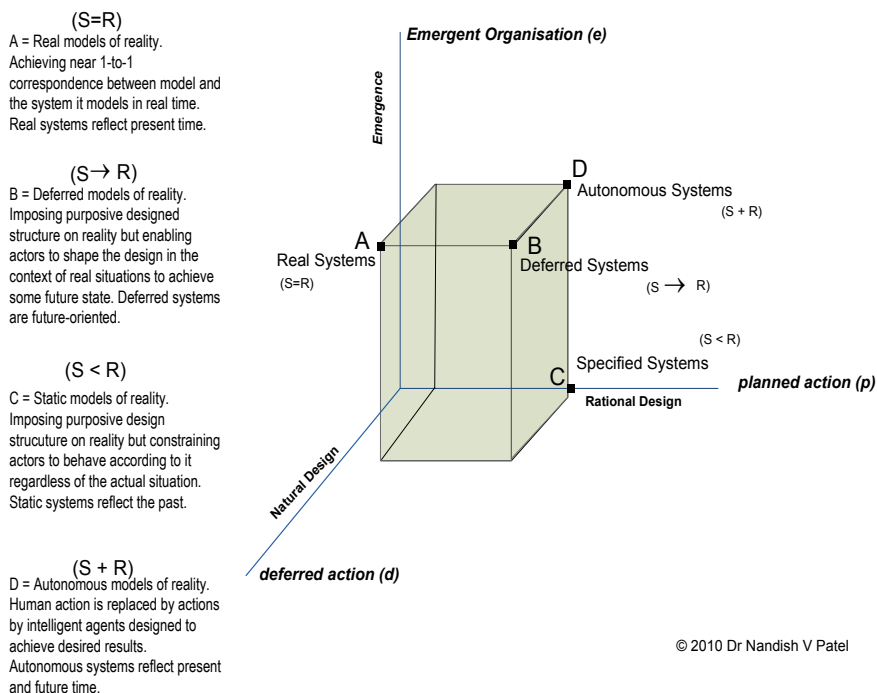 (S=R)
A = Real models of reality.
Achieving near 1-to-1
correspondence between model and
the system it models in real time.
Real systems reflect present time.
(S→ R)
B = Deferred models of reality.
Imposing purposive designed
structure on reality but enabling
actors to shape the design in the
context of real situations to achieve
some future state. Deferred systems
are future-oriented.
(S < R)
C = Static models of reality.
Imposing purposive design
strucuture on reality but constraining
actors to behave according to it
regardless of the actual situation.
Static systems reflect the past.
(S + R)
D = Autonomous models of reality.
Human action is replaced by actions
by intelligent agents designed to
achieve desired results.
Autonomous systems reflect present
and future time.
Emergent Organisation (e)
Emergence
D
Autonomous Systems
(S + R)
A
Real Systems
(S=R)
B
Deferred Systems
(S → R)
(S < R)
Specified Systems
C
planned action (p)
Rational Design
Natural Design
deferred action (d)
© 2010 Dr Nandish V Patel